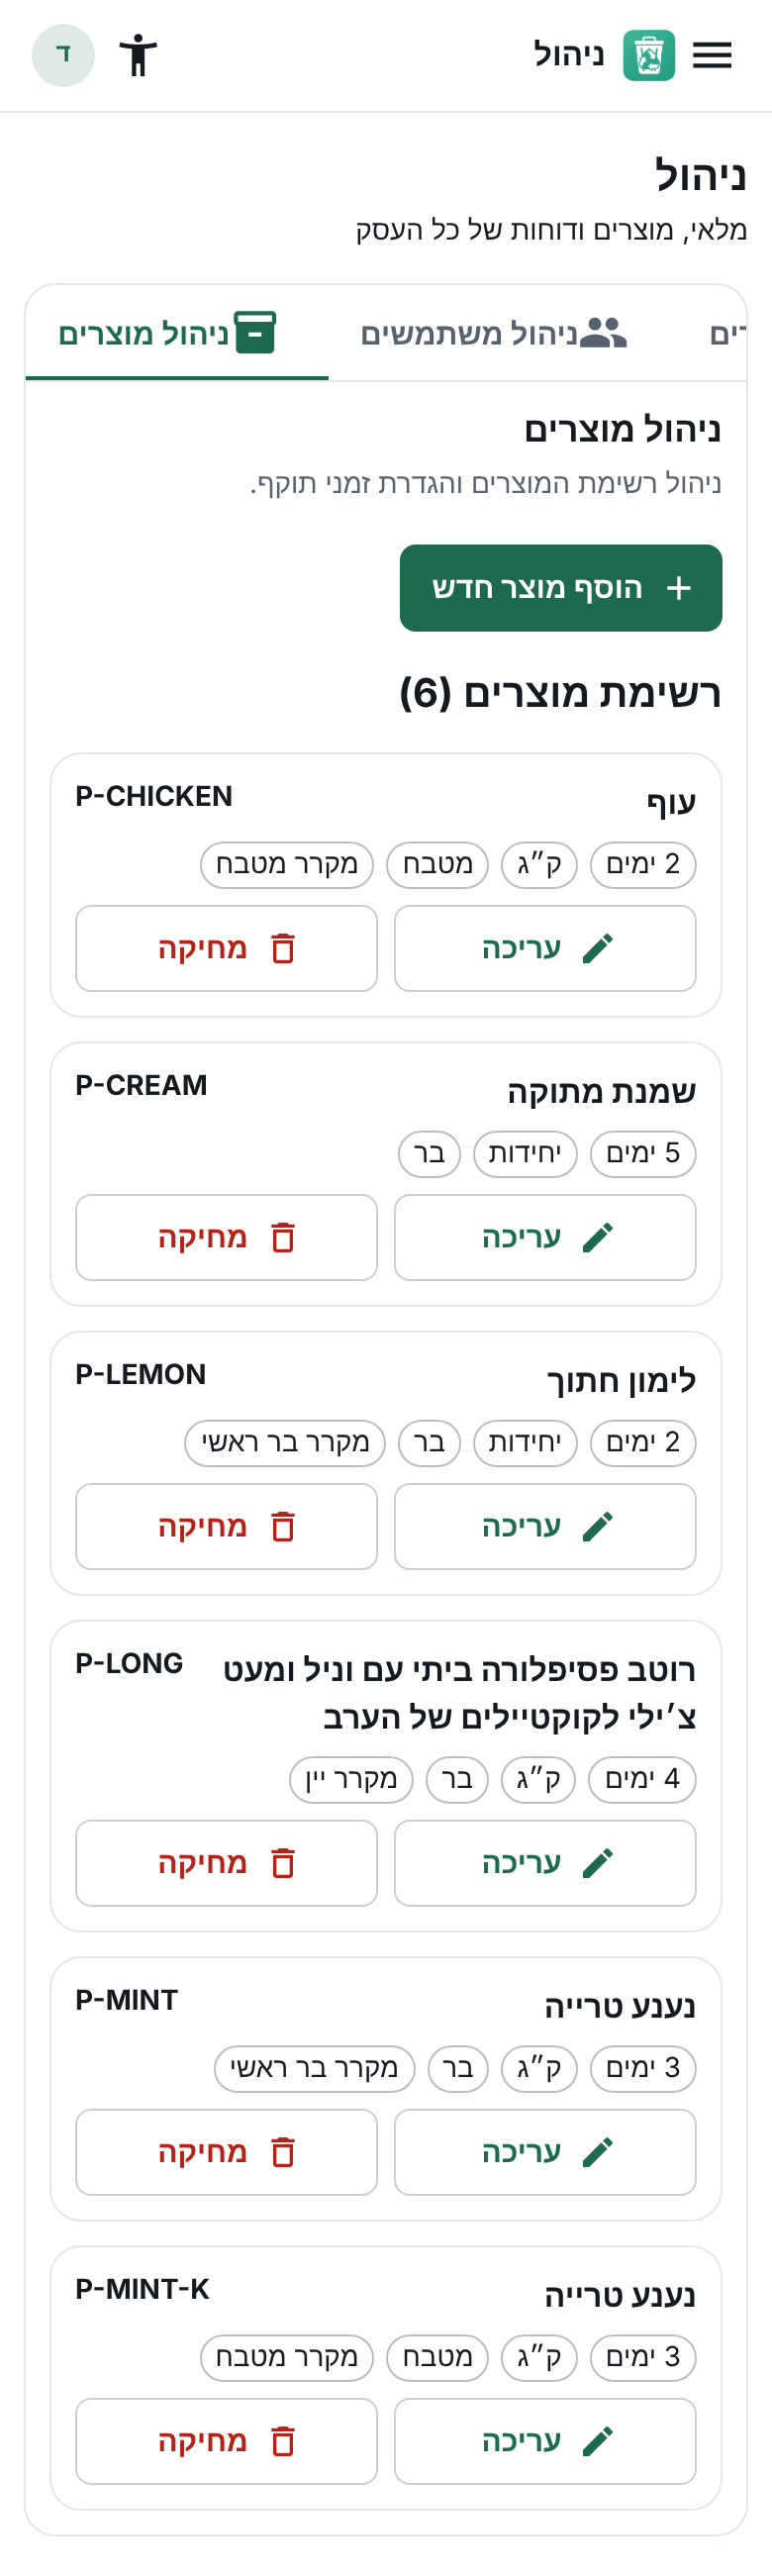 ניהול
ד
ניהול
מלאי, מוצרים ודוחות של כל העסק
ניהול משתמשים
ניהול מוצרים
ניהול מוצרים
ניהול רשימת המוצרים והגדרת זמני תוקף.
הוסף מוצר חדש
רשימת מוצרים (6)
עוף P-CHICKEN
2 ימים ק״ג מטבח מקרר מטבח
עריכה מחיקה
שמנת מתוקה P-CREAM
5 ימים יחידות בר
עריכה מחיקה
לימון חתוך P-LEMON
2 ימים יחידות בר מקרר בר ראשי
עריכה מחיקה
רוטב פסיפלורה ביתי עם וניל ומעט P-LONG
צ׳ילי לקוקטיילים של הערב
4 ימים ק״ג בר מקרר יין
עריכה מחיקה
נענע טרייה P-MINT
3 ימים ק״ג בר מקרר בר ראשי
עריכה מחיקה
נענע טרייה P-MINT-K
3 ימים ק״ג מטבח מקרר מטבח
עריכה מחיקה